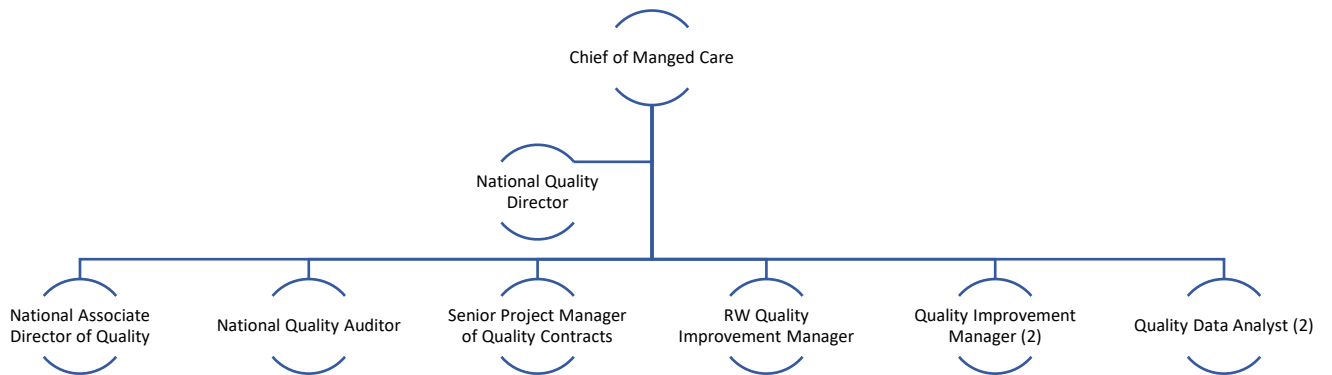 Chief of Manged Care
National Quality
Director
National Associate
Director of Quality
National Quality Auditor
Senior Project Manager
of Quality Contracts
RW Quality
Improvement Manager
Quality Improvement
Manager (2)
Quality Data Analyst (2)